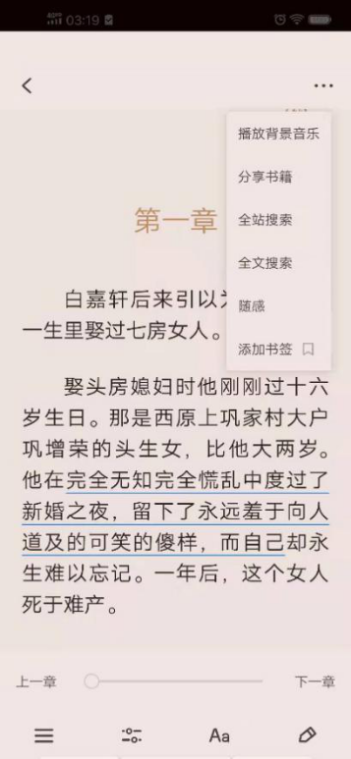 03:19
播放背景音乐
分享书籍
全站搜索
全文搜索
随感
添加书签
第一章
白嘉轩后来引以
一生里娶过七房女人。
娶头房媳妇时他刚刚过十六
岁生日。那是西原上巩家村大户
巩增荣的头生女，比他大两岁。
他在完全无知完全慌乱中度过了
新婚之夜，留下了永远羞于向人
道及的可笑的傻样，而自己却永
生难以忘记。一年后，这个女人
死于难产。
上一章 下一章
Aa